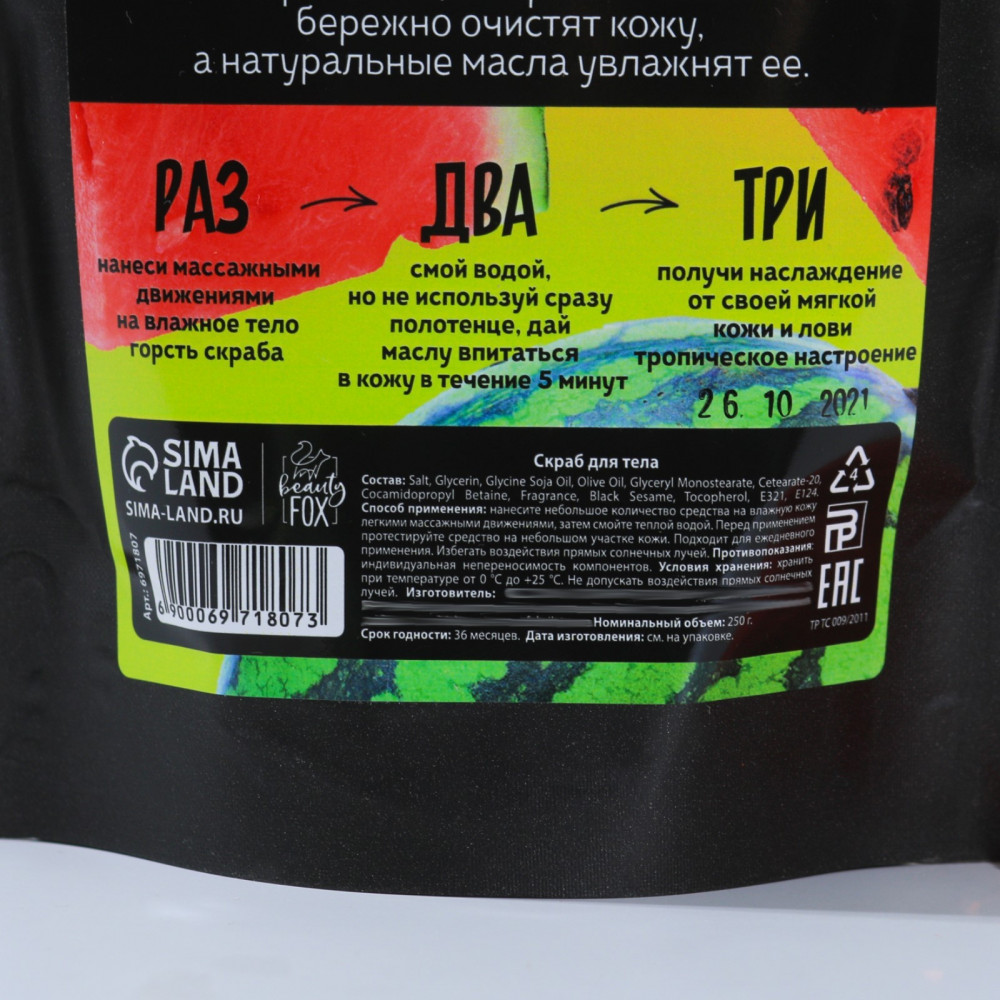 бережно очистят кожу,
а натуральные масла увлажнят ее.
РАЗ
нанеси массажными
движениями
на влажное тело
горсть скраба
ДВА
смой водой,
но не используй сразу
полотенце, дай
маслу впитаться
в кожу в течение 5 минут
ТРИ
получи наслаждение
от своей мягкой
кожи и лови
тропическое настроение
26. 10 2021
SIMA
LAND
SIMA-LAND.RU
beauty
FOX
Арт.: 6971807
6 900069 718073
Скраб для тела
Состав: Salt, Glycerin, Glycine Soja Oil, Olive Oil, Glyceryl Monostearate, Cetearate-20,
Cocamidopropyl Betaine, Fragrance, Black Sesame, Tocopherol, E321, E124.
Способ применения: нанесите небольшое количество средства на влажную кожу
легкими массажными движениями, затем смойте теплой водой. Перед применением
протестируйте средство на небольшом участке кожи. Подходит для ежедневного
применения. Избегать воздействия прямых солнечных лучей. Противопоказания:
индивидуальная непереносимость компонентов. Условия хранения: хранить
при температуре от 0 °С до +25 °С. Не допускать воздействия прямых солнечных
лучей. Изготовитель:
Номинальный объем: 250 г.
Срок годности: 36 месяцев. Дата изготовления: см. на упаковке.
4
EAC
ТР ТС 009/2011